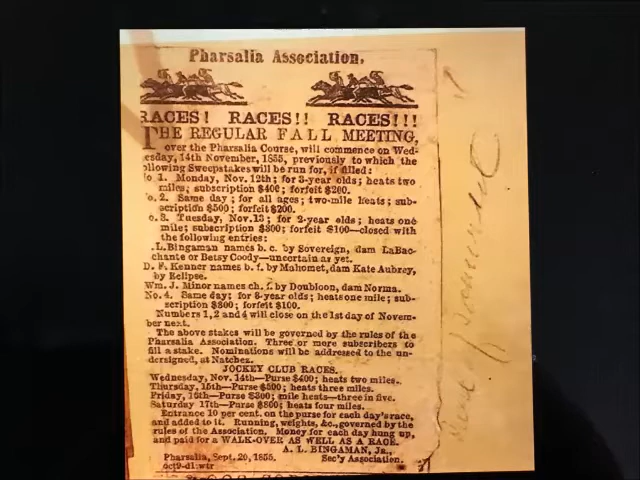 Pharsalia Association,
RACES! RACES!! RACES!!!
THE REGULAR FALL MEETING,
over the Pharsalia Course, will commence on Wed-
esday, 14th November, 1855, previously to which the
ollowing Sweepstakes will be run for, if filled:
o 1. Monday, Nov. 12th; for 3-year olds; heats two
miles; subscription $400; forfeit $200.
o. 2. Same day; for all ages; two-mile heats; sub-
scription $500; forfeit $200.
o. 3. Tuesday, Nov. 13; for 2-year olds; heats one
mile; subscription $300; forfeit $100—closed with
the following entries:
.L. Bingaman names b. c. by Sovereign, dam LaBac-
chante or Betsy Coody—uncertain as yet.
D. F. Kenner names b. f. by Mahomet, dam Kate Aubrey,
by Eclipse.
Wm. J. Minor names ch. f. by Doubloon, dam Norma.
No. 4. Same day; for 3-year olds; heats one mile; sub-
scription $300; forfeit $100.
Numbers 1, 2 and 4 will close on the 1st day of Novem-
ber next.
The above stakes will be governed by the rules of the
Pharsalia Association. Three or more subscribers to
fill a stake. Nominations will be addressed to the un-
dersigned, at Natchez.
JOCKEY CLUB RACES.
Wednesday, Nov. 14th—Purse $400; heats two miles.
Thursday, 15th—Purse $500; heats three miles.
Friday, 16th—Purse $300; mile heats—three in five.
Saturday 17th—Purse $800; heats four miles.
Entrance 10 per cent. on the purse for each day's race,
and added to it. Running, weights, &c., governed by the
rules of the Association. Money for each day hung up,
and paid for a WALK-OVER AS WELL AS A RACE.
A. L. BINGAMAN, Jr.,
Pharsalia, Sept. 20, 1855. Sec'y Association.
oct9-d1.wtr